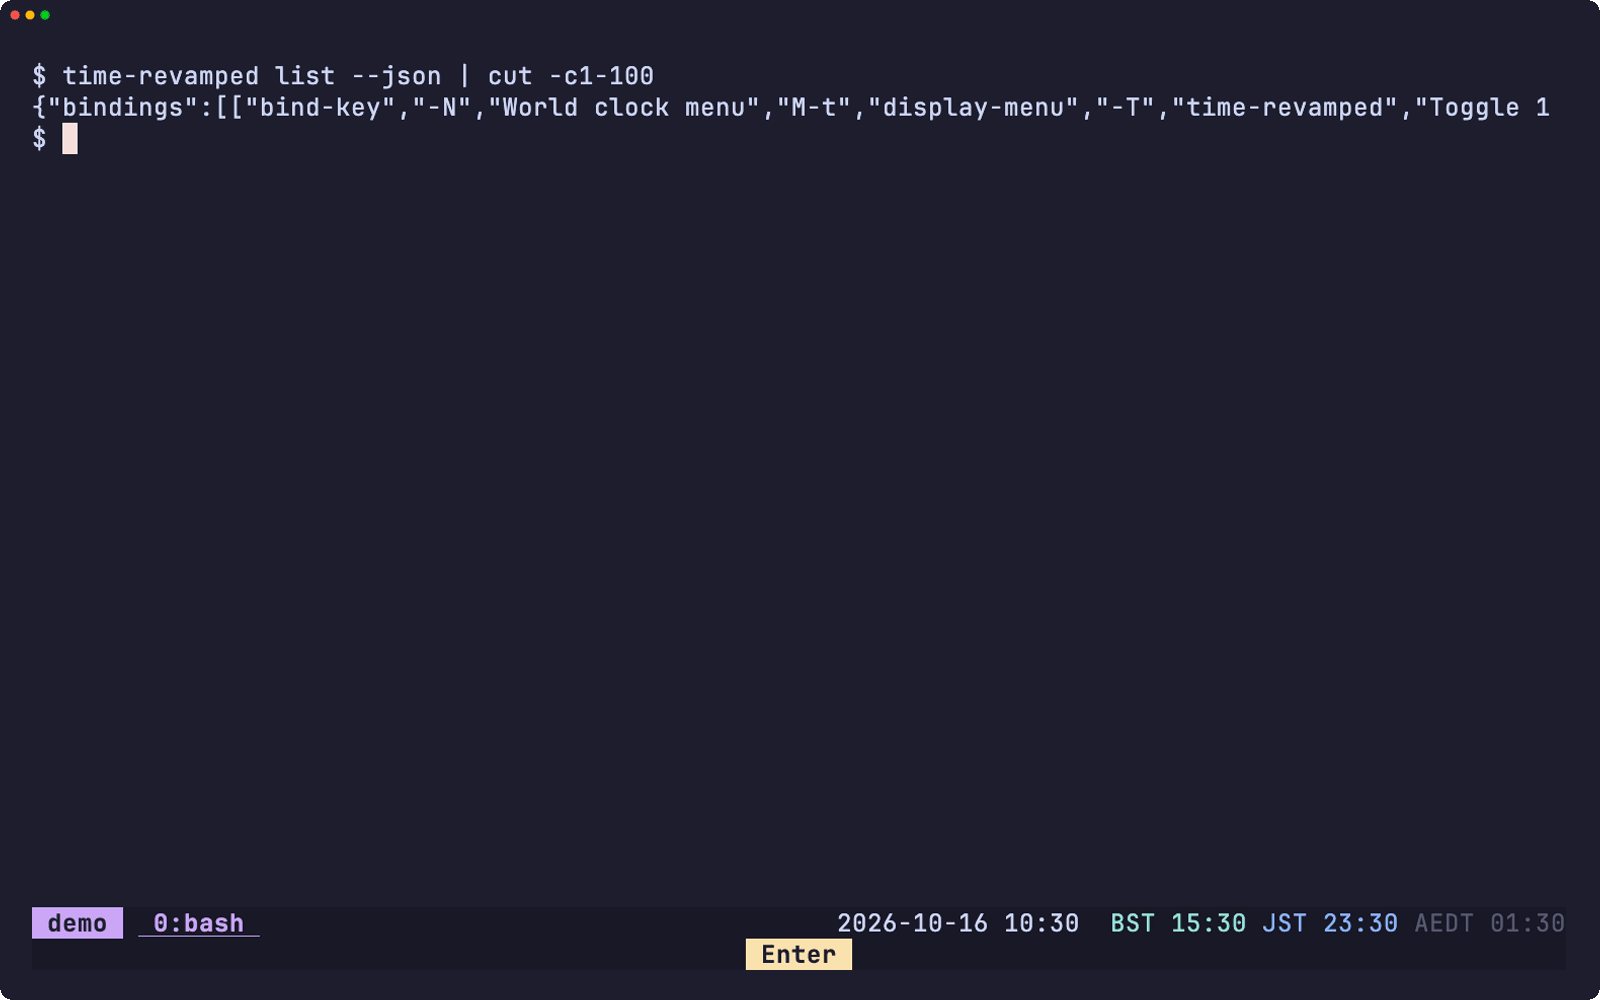 $ time-revamped list --json | cut -c1-100
{"bindings":[["bind-key","-N","World clock menu","M-t","display-menu","-T","time-revamped","Toggle 1
$
demo 0:bash 2026-10-16 10:30 BST 15:30 JST 23:30 AEDT 01:30
Enter